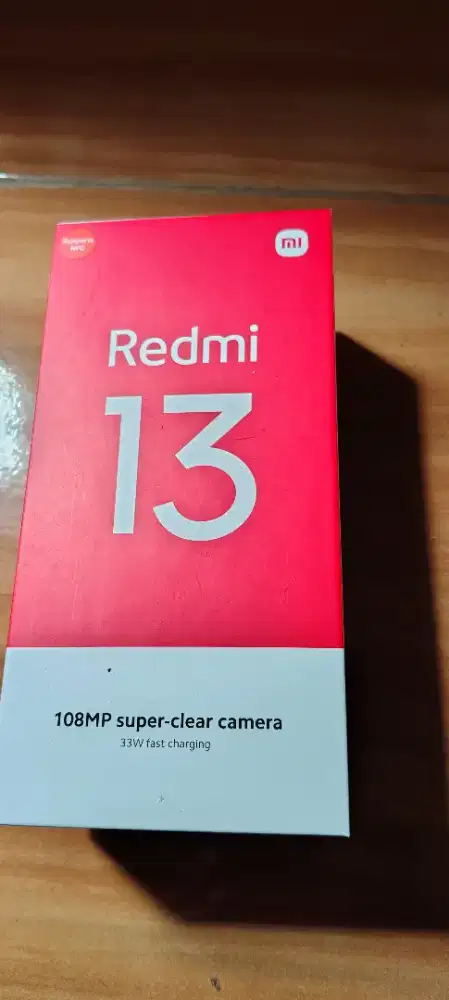 Supports
NFC
mi
Redmi
13
108MP super-clear camera
33W fast charging